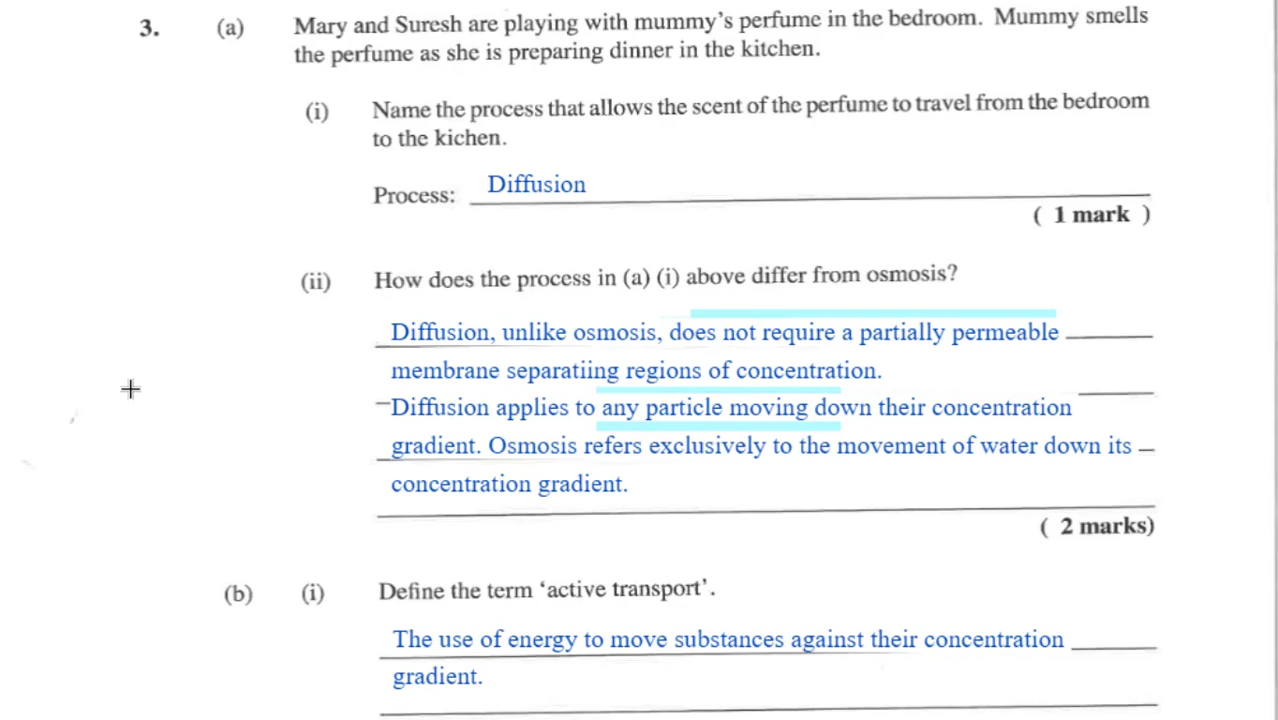 3. (a) Mary and Suresh are playing with mummy's perfume in the bedroom. Mummy smells
the perfume as she is preparing dinner in the kitchen.
(i) Name the process that allows the scent of the perfume to travel from the bedroom
to the kichen.
Process: Diffusion
( 1 mark )
(ii) How does the process in (a) (i) above differ from osmosis?
Diffusion, unlike osmosis, does not require a partially permeable
membrane separatiing regions of concentration.
Diffusion applies to any particle moving down their concentration
gradient. Osmosis refers exclusively to the movement of water down its
concentration gradient.
( 2 marks)
(b) (i) Define the term 'active transport'.
The use of energy to move substances against their concentration
gradient.